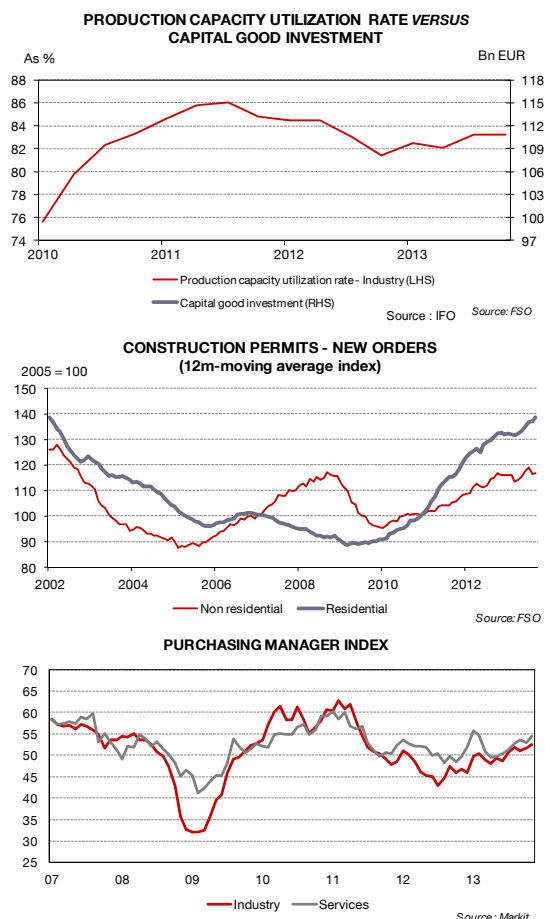 PRODUCTION CAPACITY UTILIZATION RATE VERSUS
CAPITAL GOOD INVESTMENT
As %
Bn EUR
88
86
84
82
80
78
76
74
118
115
112
109
106
103
100
97
2010 2011 2012 2013
Production capacity utilization rate - Industry (LHS)
Capital good investment (RHS)
Source : IFO
Source: FSO
CONSTRUCTION PERMITS - NEW ORDERS
(12m-moving average index)
2005 = 100
150
140
130
120
110
100
90
80
2002 2004 2006 2008 2010 2012
Non residential Residential
Source: FSO
PURCHASING MANAGER INDEX
70
65
60
55
50
45
40
35
30
25
07 08 09 10 11 12 13
Industry Services
Source: Markit